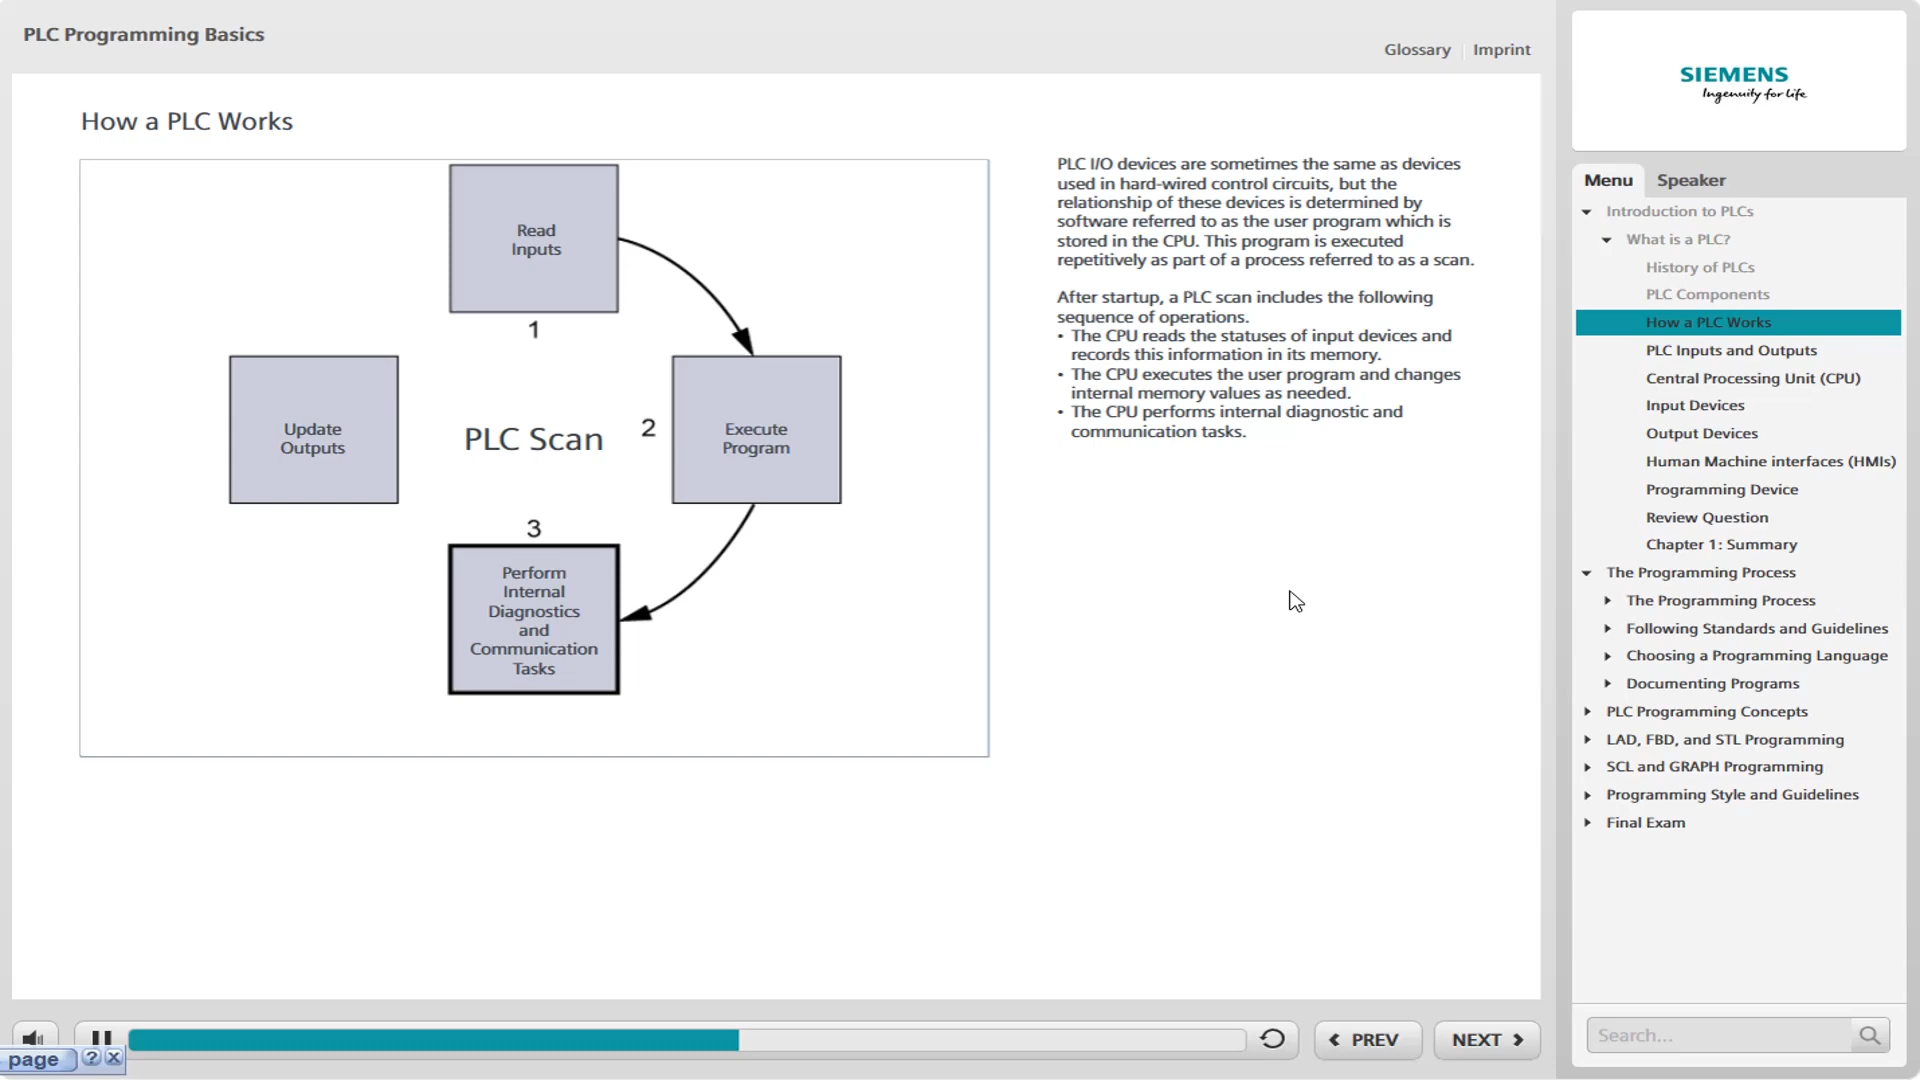 PLC Programming Basics
Glossary
Imprint
How a PLC Works
Read
Inputs
1
Update
Outputs
PLC Scan
2
Execute
Program
3
Perform
Internal
Diagnostics
and
Communication
Tasks
PLC I/O devices are sometimes the same as devices
used in hard-wired control circuits, but the
relationship of these devices is determined by
software referred to as the user program which is
stored in the CPU. This program is executed
repetitively as part of a process referred to as a scan.
After startup, a PLC scan includes the following
sequence of operations.
• The CPU reads the statuses of input devices and
records this information in its memory.
• The CPU executes the user program and changes
internal memory values as needed.
• The CPU performs internal diagnostic and
communication tasks.
SIEMENS
Ingenuity for life
Menu
Speaker
Introduction to PLCs
What is a PLC?
History of PLCs
PLC Components
How a PLC Works
PLC Inputs and Outputs
Central Processing Unit (CPU)
Input Devices
Output Devices
Human Machine interfaces (HMIs)
Programming Device
Review Question
Chapter 1: Summary
The Programming Process
The Programming Process
Following Standards and Guidelines
Choosing a Programming Language
Documenting Programs
PLC Programming Concepts
LAD, FBD, and STL Programming
SCL and GRAPH Programming
Programming Style and Guidelines
Final Exam
Search...
PREV
NEXT
page
?